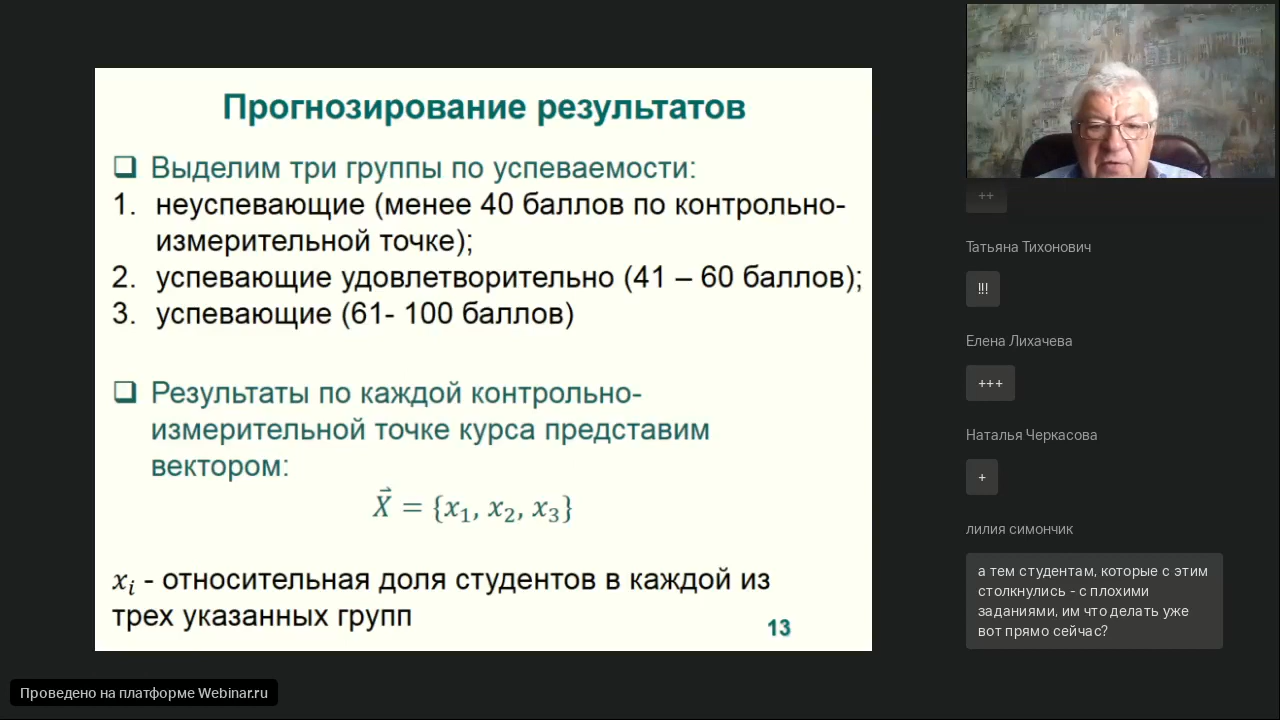 Прогнозирование результатов
❑ Выделим три группы по успеваемости:
1. неуспевающие (менее 40 баллов по контрольно-
измерительной точке);
2. успевающие удовлетворительно (41 – 60 баллов);
3. успевающие (61- 100 баллов)
❑ Результаты по каждой контрольно-
измерительной точке курса представим
вектором:
X⃗ = {x₁, x₂, x₃}
xᵢ - относительная доля студентов в каждой из
трех указанных групп
13
++
Татьяна Тихонович
!!!
Елена Лихачева
+++
Наталья Черкасова
+
лилия симончик
а тем студентам, которые с этим
столкнулись - с плохими
заданиями, им что делать уже
вот прямо сейчас?
Проведено на платформе Webinar.ru